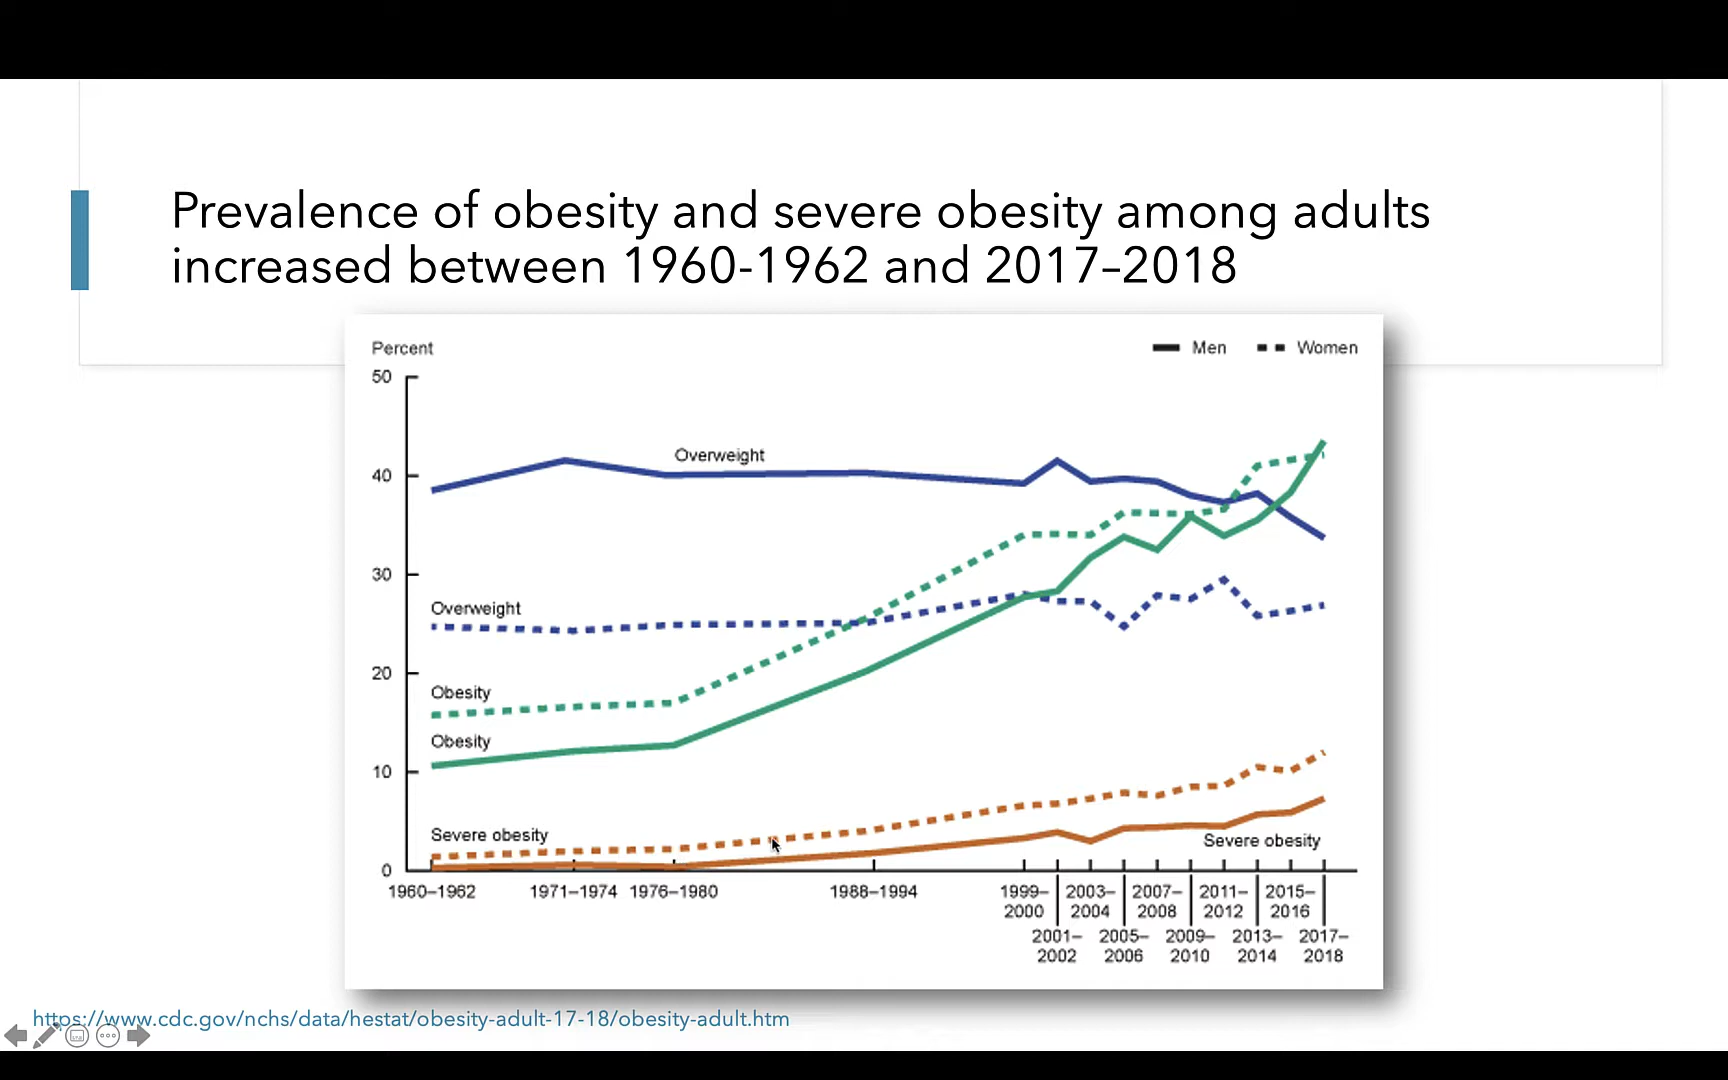 Prevalence of obesity and severe obesity among adults
increased between 1960-1962 and 2017–2018
Percent
Men
Women
50
40
30
20
10
0
Overweight
Overweight
Obesity
Obesity
Severe obesity
Severe obesity
1960–1962
1971–1974
1976–1980
1988–1994
1999–
2000
2001–
2002
2003–
2004
2005–
2006
2007–
2008
2009–
2010
2011–
2012
2013–
2014
2015–
2016
2017–
2018
https://www.cdc.gov/nchs/data/hestat/obesity-adult-17-18/obesity-adult.htm